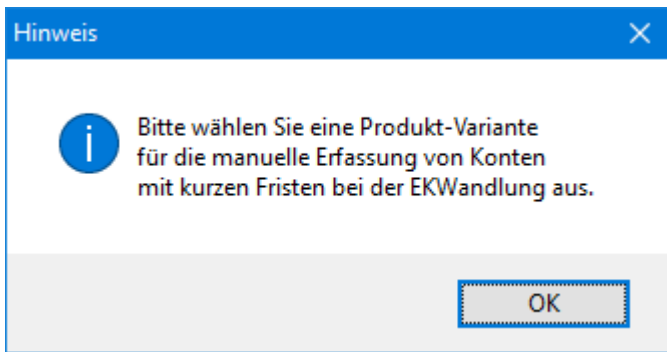 Hinweis
Bitte wählen Sie eine Produkt-Variante
für die manuelle Erfassung von Konten
mit kurzen Fristen bei der EKWandlung aus.
OK